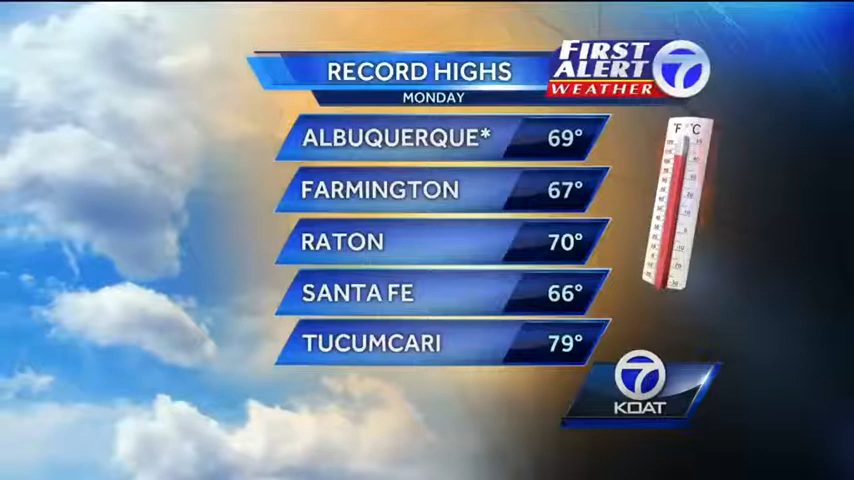 RECORD HIGHS
MONDAY
FIRST
ALERT
WEATHER
7
ALBUQUERQUE* 69°
FARMINGTON 67°
RATON 70°
SANTA FE 66°
TUCUMCARI 79°
°F °C
7
KOAT